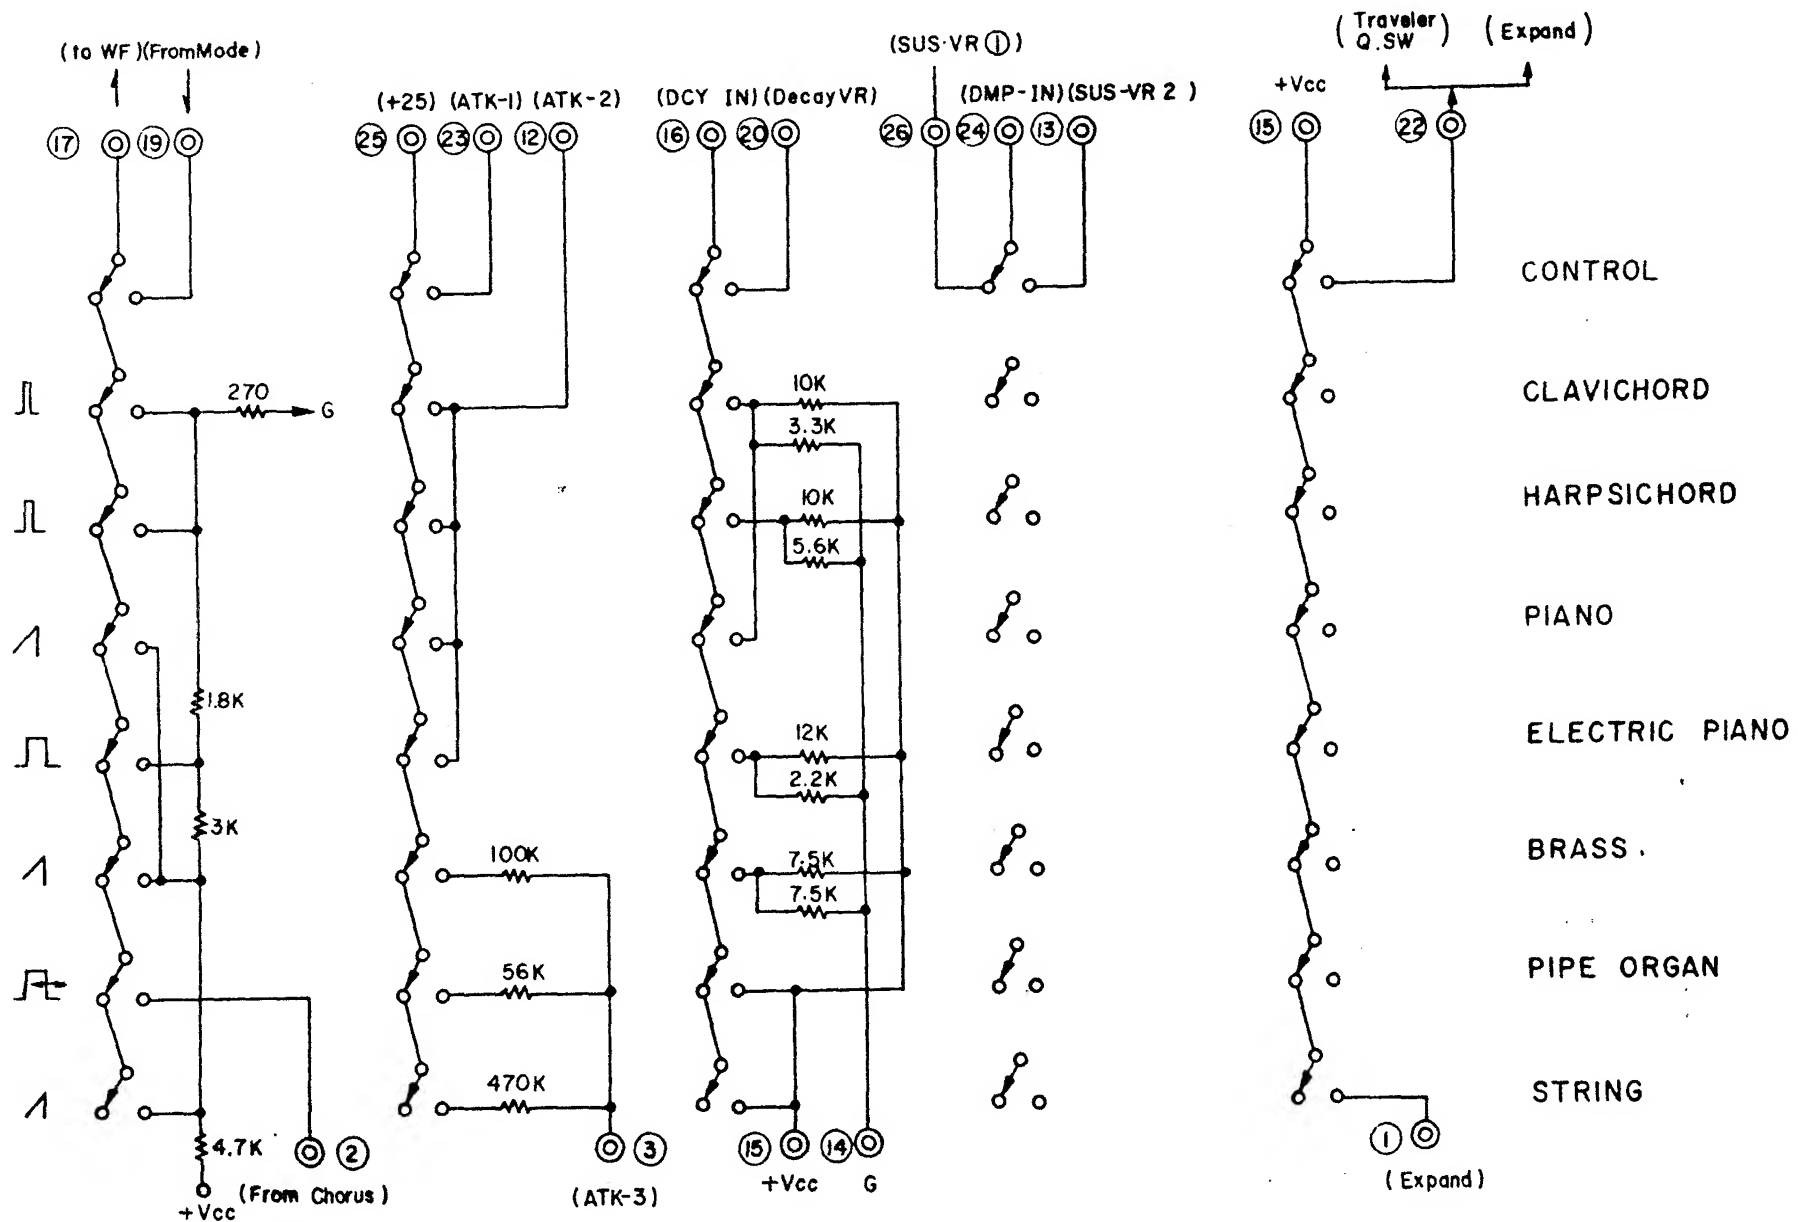 (to WF) (From Mode)
(+25) (ATK-1) (ATK-2)
(DCY IN) (Decay VR)
(SUS·VR ①)
(DMP-IN) (SUS-VR 2)
+Vcc
(Traveler Q.SW)
(Expand)
17 19 25 23 12 16 20 26 24 13 15 22
CONTROL
270 G
10K
3.3K
CLAVICHORD
10K
5.6K
HARPSICHORD
PIANO
1.8K
12K
2.2K
ELECTRIC PIANO
3K
100K
7.5K
7.5K
BRASS.
56K
PIPE ORGAN
470K
STRING
4.7K
2
3
15
14
1
+Vcc
(From Chorus)
(ATK-3)
+Vcc
G
(Expand)